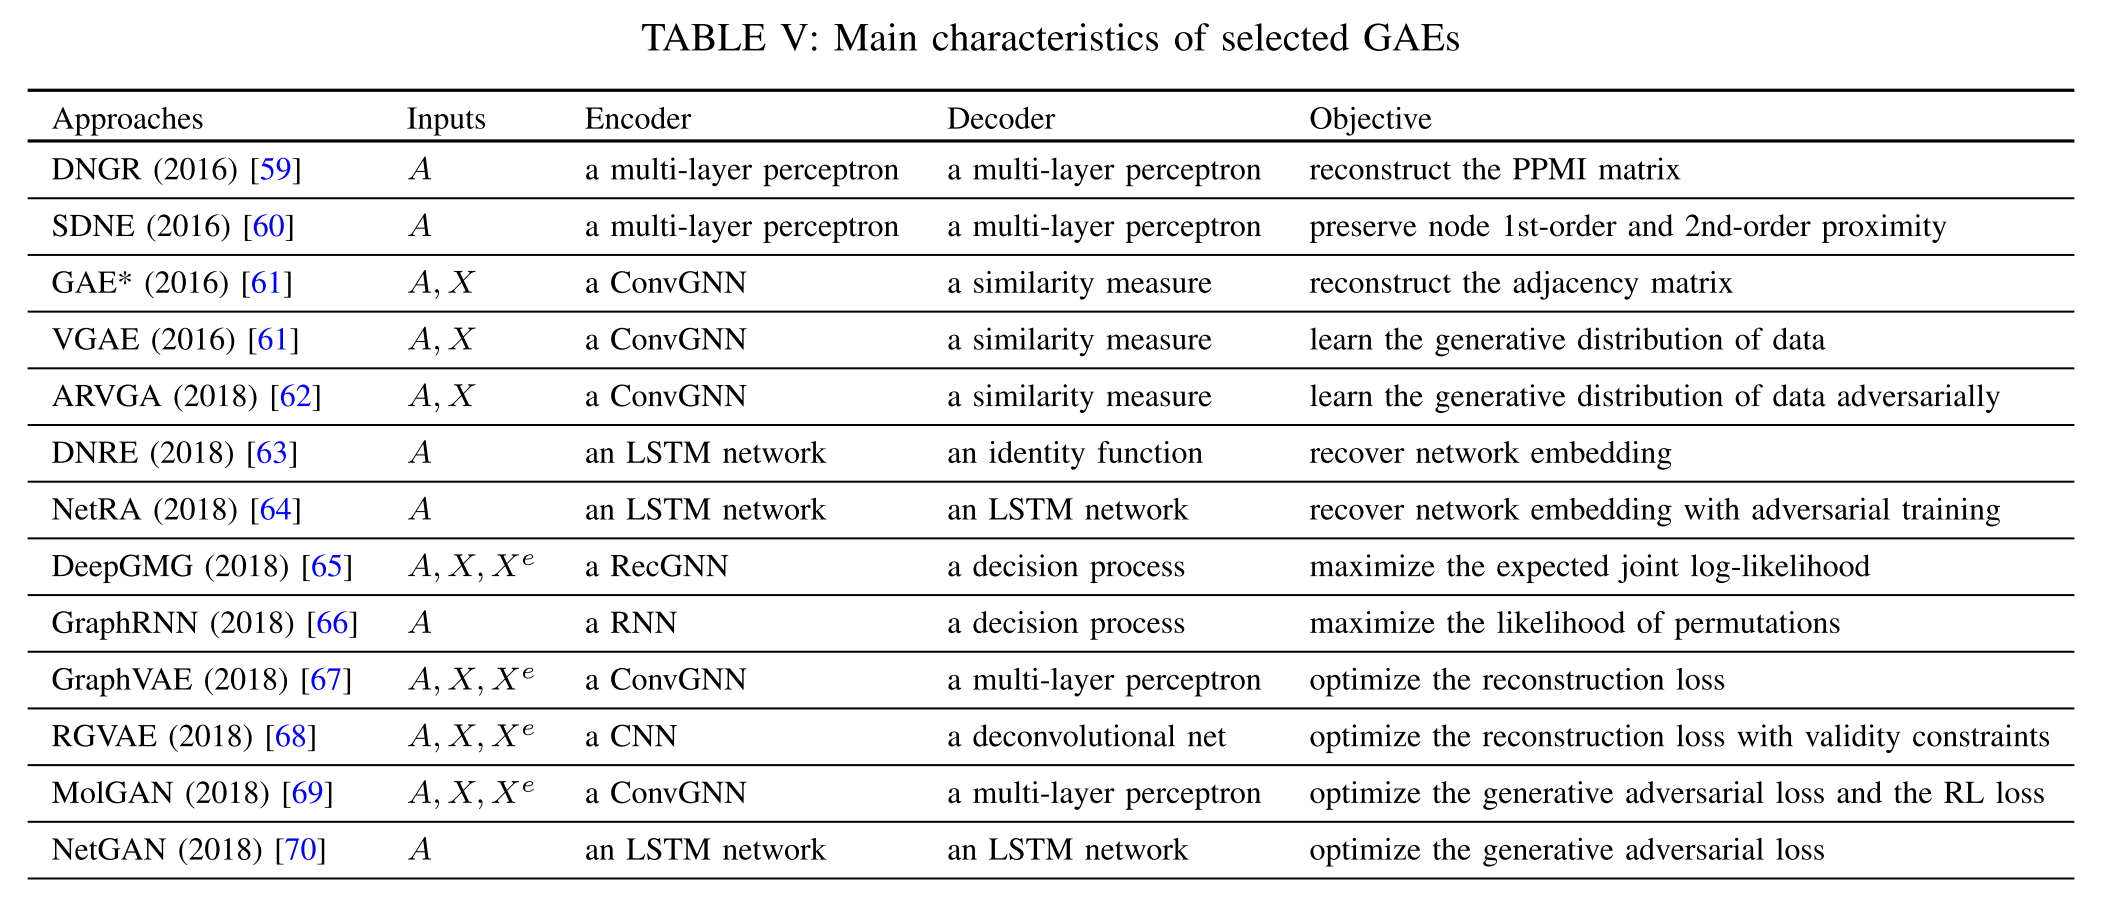 TABLE V: Main characteristics of selected GAEs
Approaches Inputs Encoder Decoder Objective
DNGR (2016) [59] A a multi-layer perceptron a multi-layer perceptron reconstruct the PPMI matrix
SDNE (2016) [60] A a multi-layer perceptron a multi-layer perceptron preserve node 1st-order and 2nd-order proximity
GAE* (2016) [61] A, X a ConvGNN a similarity measure reconstruct the adjacency matrix
VGAE (2016) [61] A, X a ConvGNN a similarity measure learn the generative distribution of data
ARVGA (2018) [62] A, X a ConvGNN a similarity measure learn the generative distribution of data adversarially
DNRE (2018) [63] A an LSTM network an identity function recover network embedding
NetRA (2018) [64] A an LSTM network an LSTM network recover network embedding with adversarial training
DeepGMG (2018) [65] A, X, X^e a RecGNN a decision process maximize the expected joint log-likelihood
GraphRNN (2018) [66] A a RNN a decision process maximize the likelihood of permutations
GraphVAE (2018) [67] A, X, X^e a ConvGNN a multi-layer perceptron optimize the reconstruction loss
RGVAE (2018) [68] A, X, X^e a CNN a deconvolutional net optimize the reconstruction loss with validity constraints
MolGAN (2018) [69] A, X, X^e a ConvGNN a multi-layer perceptron optimize the generative adversarial loss and the RL loss
NetGAN (2018) [70] A an LSTM network an LSTM network optimize the generative adversarial loss